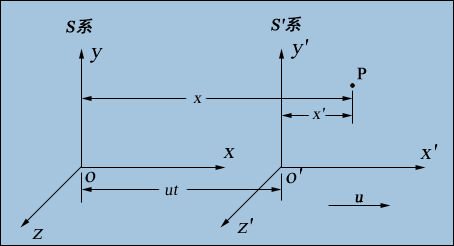 S系 S'系
y y'
P
x
x'
x x'
o o'
ut
u
z z'